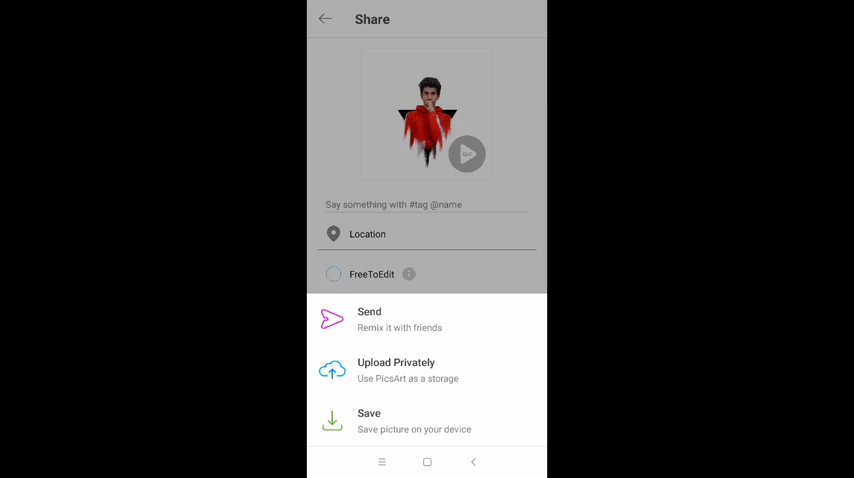 Share
GIF
Say something with #tag @name
Location
FreeToEdit
Send
Remix it with friends
Upload Privately
Use PicsArt as a storage
Save
Save picture on your device